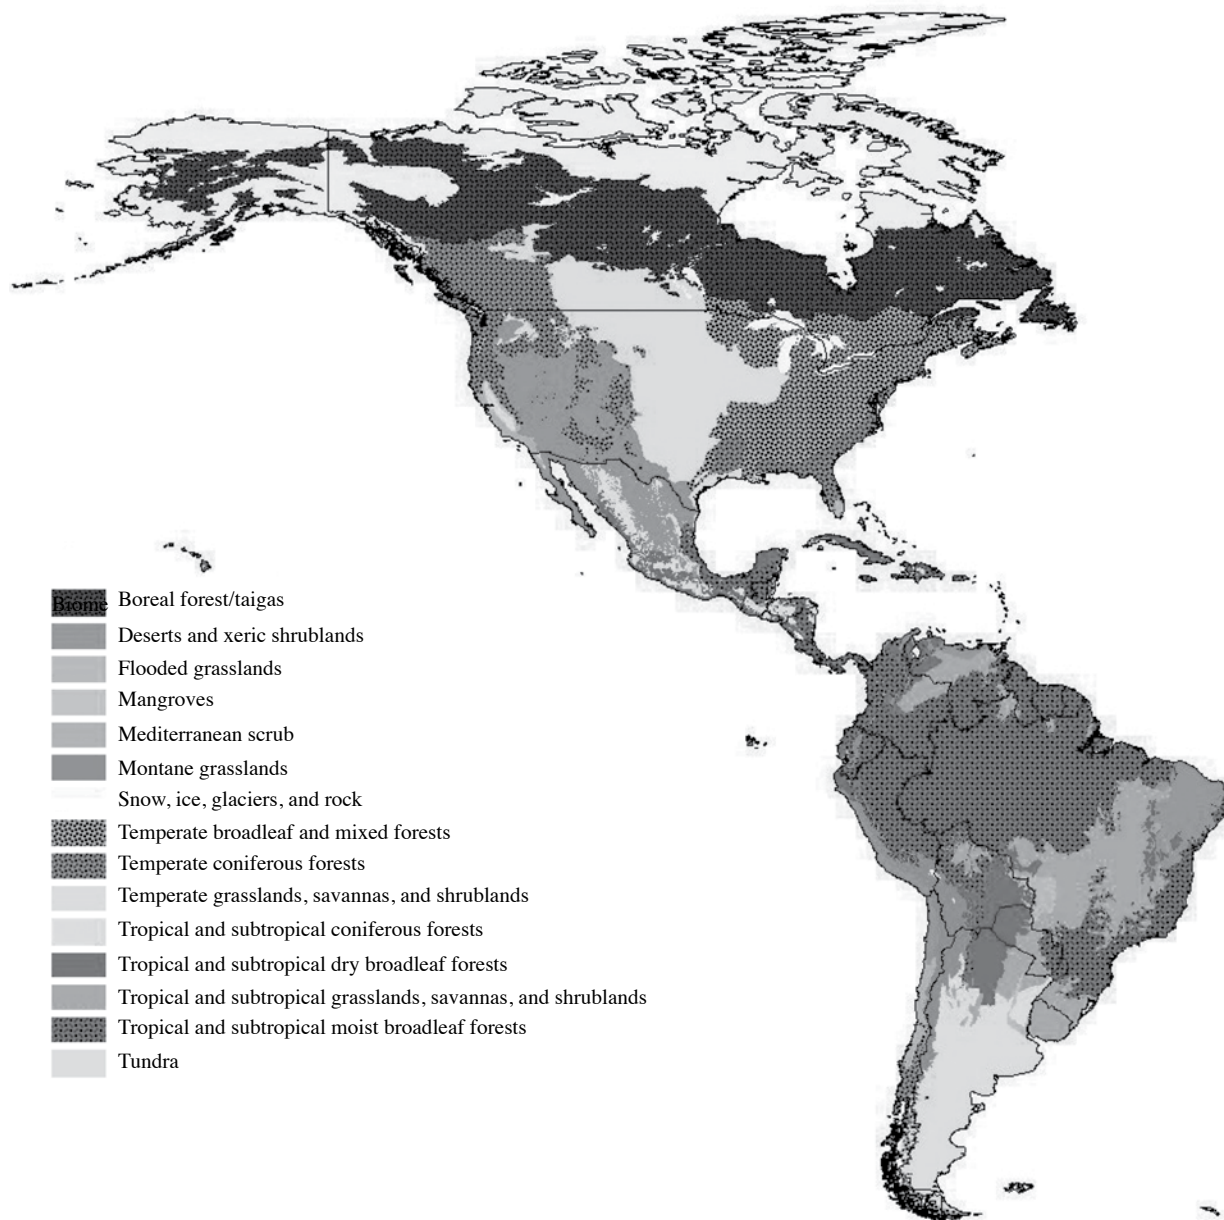 Biome
Boreal forest/taigas
Deserts and xeric shrublands
Flooded grasslands
Mangroves
Mediterranean scrub
Montane grasslands
Snow, ice, glaciers, and rock
Temperate broadleaf and mixed forests
Temperate coniferous forests
Temperate grasslands, savannas, and shrublands
Tropical and subtropical coniferous forests
Tropical and subtropical dry broadleaf forests
Tropical and subtropical grasslands, savannas, and shrublands
Tropical and subtropical moist broadleaf forests
Tundra